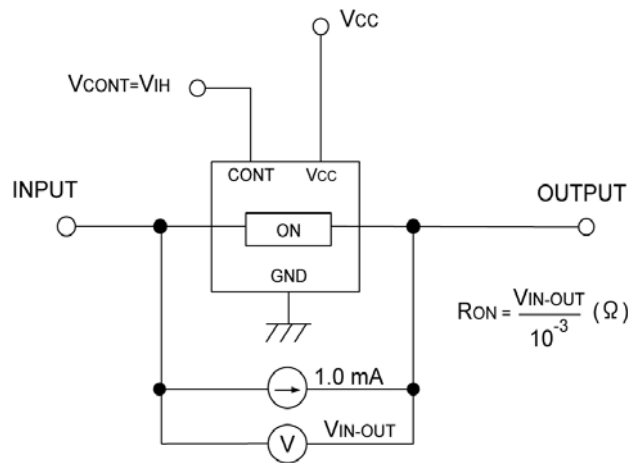 VCC
VCONT=VIH
CONT VCC
INPUT
OUTPUT
ON
GND
RON = VIN-OUT / 10-3 (Ω)
1.0 mA
VIN-OUT
V